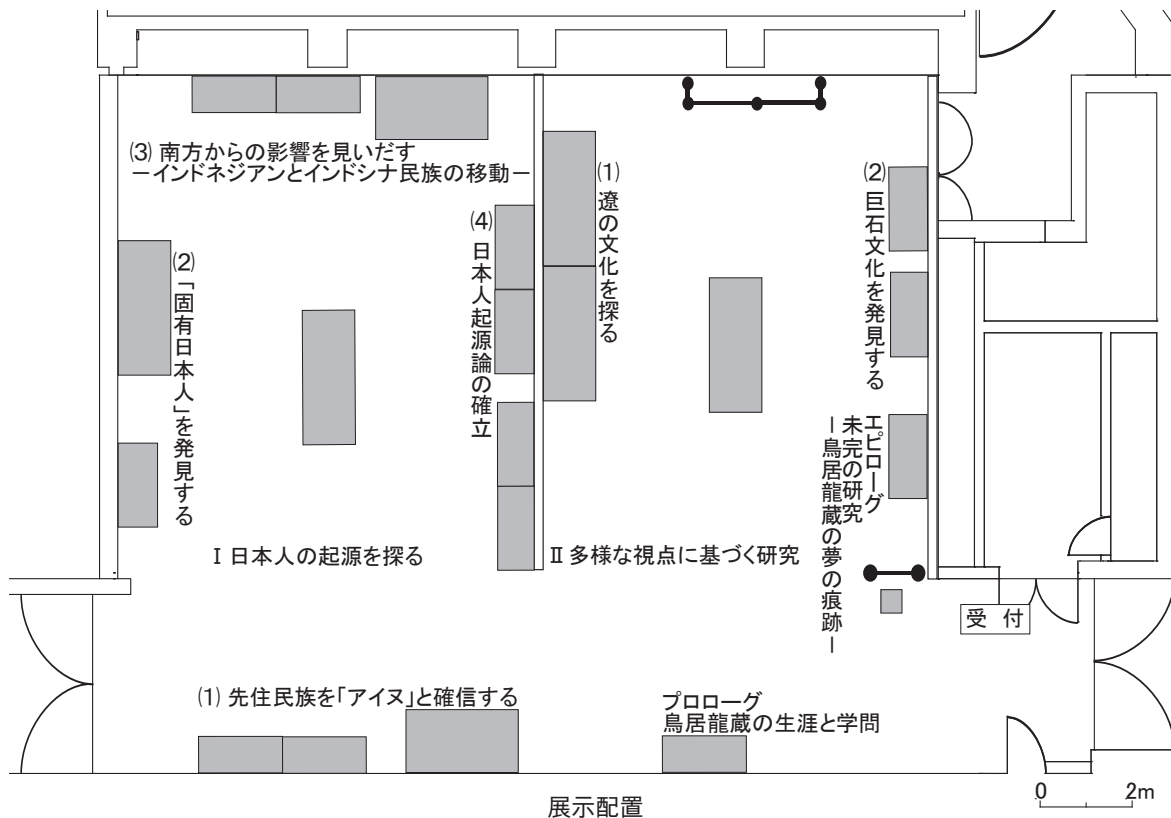 ⑶ 南方からの影響を見いだす
－インドネジアンとインドシナ民族の移動－
⑵「固有日本人」を発見する
⑷ 日本人起源論の確立
⑴ 遼の文化を探る
⑵ 巨石文化を発見する
エピローグ
未完の研究
－鳥居龍蔵の夢の痕跡－
Ⅰ 日本人の起源を探る
Ⅱ 多様な視点に基づく研究
受 付
⑴ 先住民族を「アイヌ」と確信する
プロローグ
鳥居龍蔵の生涯と学問
0 2m
展示配置